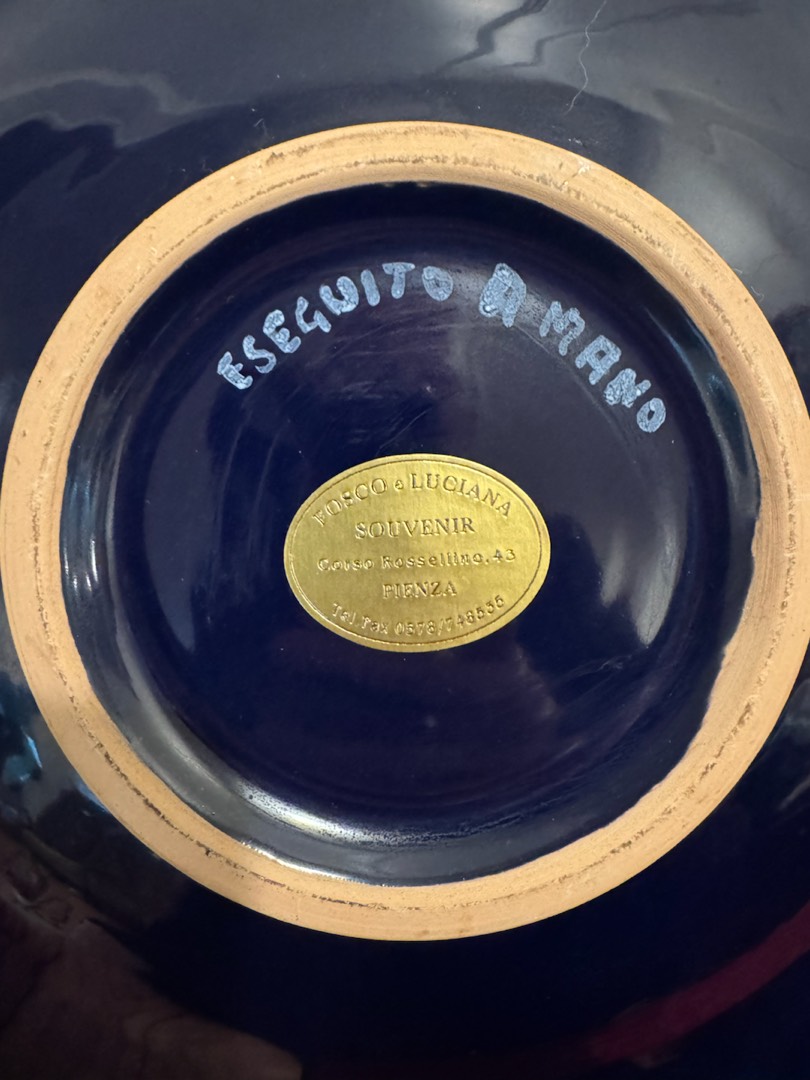 ESEGUITO A MANO
FOSCO e LUCIANA
SOUVENIR
Corso Rossellino, 43
PIENZA
Tel Fax 0578/748535